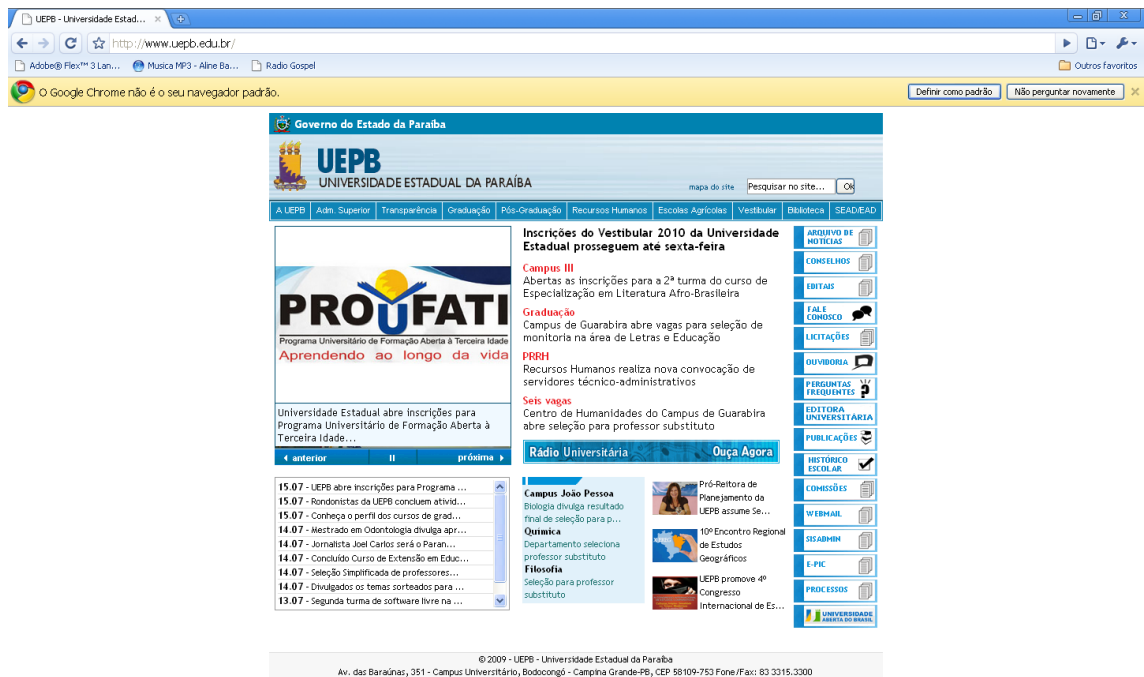 UEPB - Universidade Estad...
http://www.uepb.edu.br/
Adobe® Flex™ 3 Lan...
Musica MP3 - Aline Ba...
Radio Gospel
Outros favoritos
O Google Chrome não é o seu navegador padrão.
Definir como padrão
Não perguntar novamente
Governo do Estado da Paraíba
UEPB
UNIVERSIDADE ESTADUAL DA PARAÍBA
mapa do site
Pesquisar no site...
Ok
A UEPB
Adm. Superior
Transparência
Graduação
Pós-Graduação
Recursos Humanos
Escolas Agrícolas
Vestibular
Biblioteca
SEAD/EAD
PROUFATI
Programa Universitário de Formação Aberta à Terceira Idade
Aprendendo ao longo da vida
Universidade Estadual abre inscrições para
Programa Universitário de Formação Aberta à
Terceira Idade...
anterior
próxima
Inscrições do Vestibular 2010 da Universidade
Estadual prosseguem até sexta-feira
Campus III
Abertas as inscrições para a 2ª turma do curso de
Especialização em Literatura Afro-Brasileira
Graduação
Campus de Guarabira abre vagas para seleção de
monitoria na área de Letras e Educação
PRRH
Recursos Humanos realiza nova convocação de
servidores técnico-administrativos
Seis vagas
Centro de Humanidades do Campus de Guarabira
abre seleção para professor substituto
Rádio Universitária
Ouça Agora
ARQUIVO DE
NOTÍCIAS
CONSELHOS
EDITAIS
FALE
CONOSCO
LICITAÇÕES
OUVIDORIA
PERGUNTAS
FREQUENTES
EDITORA
UNIVERSITÁRIA
PUBLICAÇÕES
HISTÓRICO
ESCOLAR
COMISSÕES
WEBMAIL
SISADMIN
E-PIC
PROCESSOS
UNIVERSIDADE
ABERTA DO BRASIL
15.07 - UEPB abre inscrições para Programa ...
15.07 - Rondonistas da UEPB concluem ativid...
15.07 - Conheça o perfil dos cursos de grad...
14.07 - Mestrado em Odontologia divulga apr...
14.07 - Jornalista Joel Carlos será o Paran...
14.07 - Concluído Curso de Extensão em Educ...
14.07 - Seleção Simplificada de professores...
14.07 - Divulgados os temas sorteados para ...
13.07 - Segunda turma de software livre na ...
Campus João Pessoa
Biologia divulga resultado
final de seleção para p...
Química
Departamento seleciona
professor substituto
Filosofia
Seleção para professor
substituto
Pró-Reitora de
Planejamento da
UEPB assume Se...
10º Encontro Regional
de Estudos
Geográficos
UEPB promove 4º
Congresso
Internacional de Es...
© 2009 - UEPB - Universidade Estadual da Paraíba
Av. das Baraúnas, 351 - Campus Universitário, Bodocongó - Campina Grande-PB, CEP 58109-753 Fone/Fax: 83 3315.3300